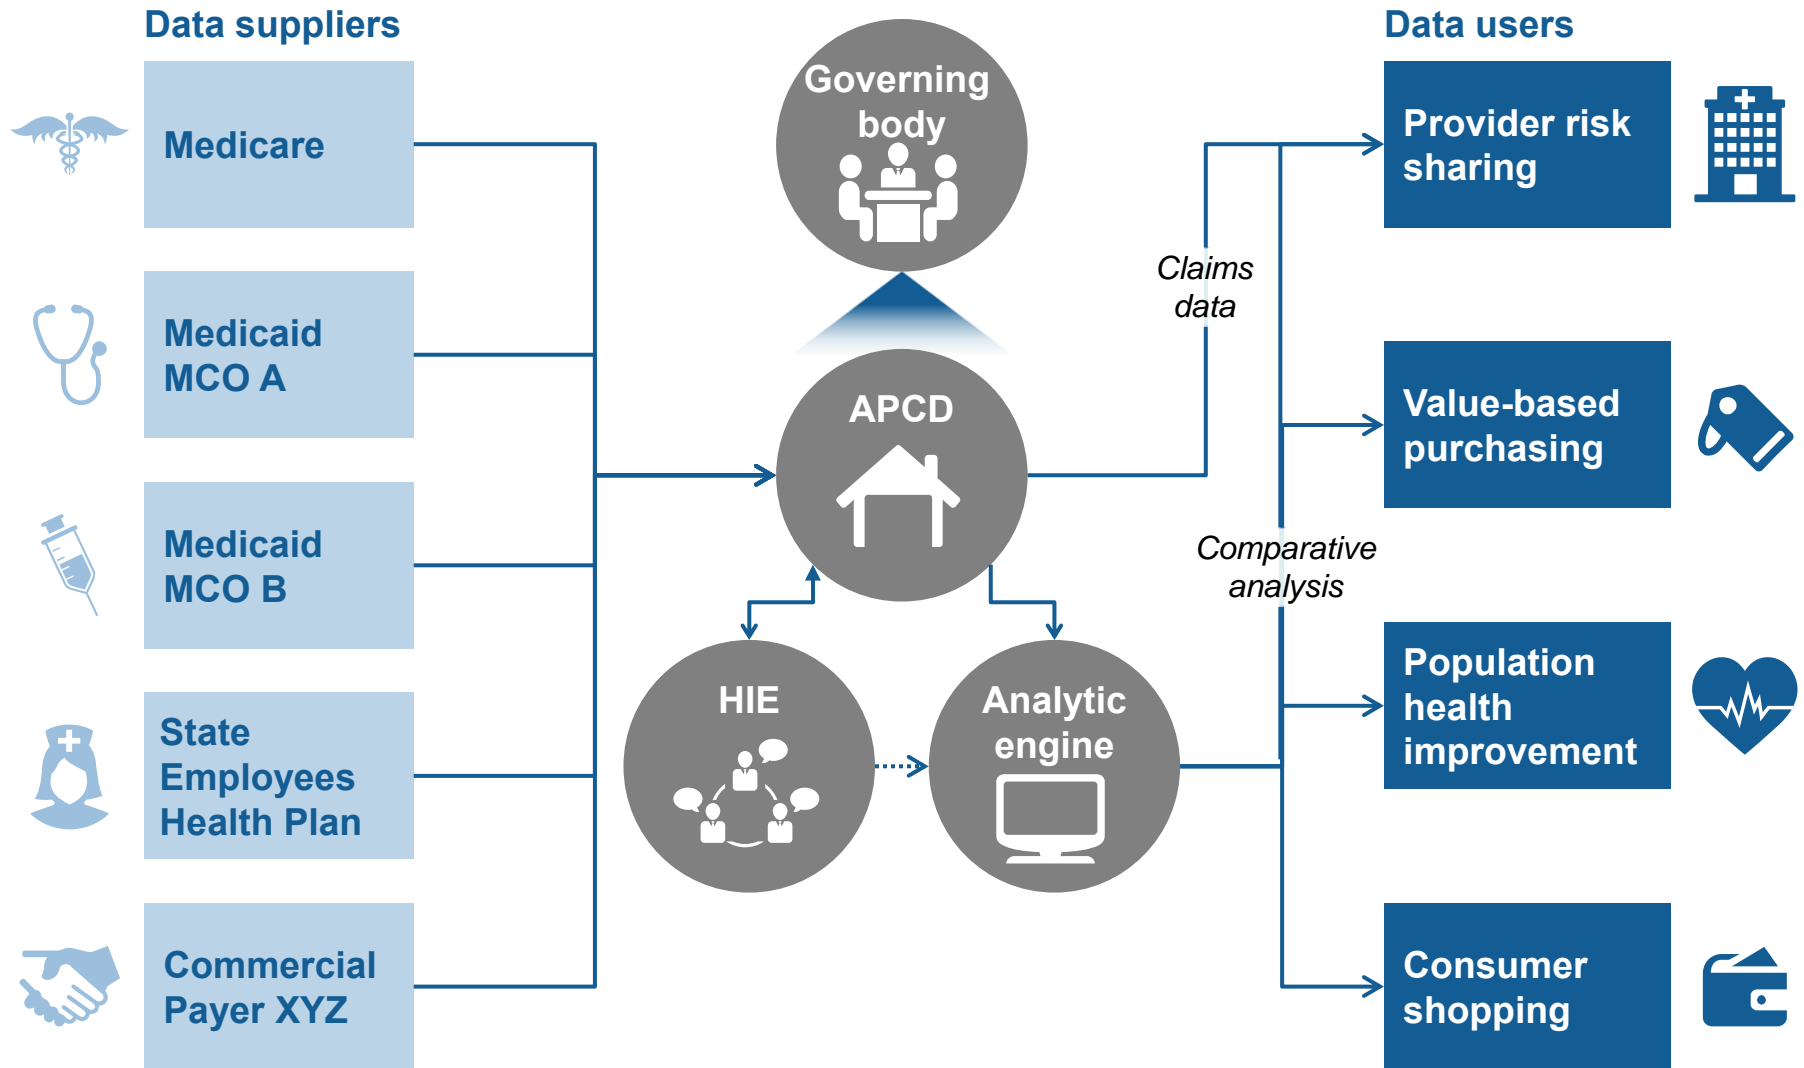 Data suppliers
Medicare
Medicaid
MCO A
Medicaid
MCO B
State
Employees
Health Plan
Commercial
Payer XYZ
Governing
body
APCD
HIE
Analytic
engine
Claims
data
Comparative
analysis
Data users
Provider risk
sharing
Value-based
purchasing
Population
health
improvement
Consumer
shopping